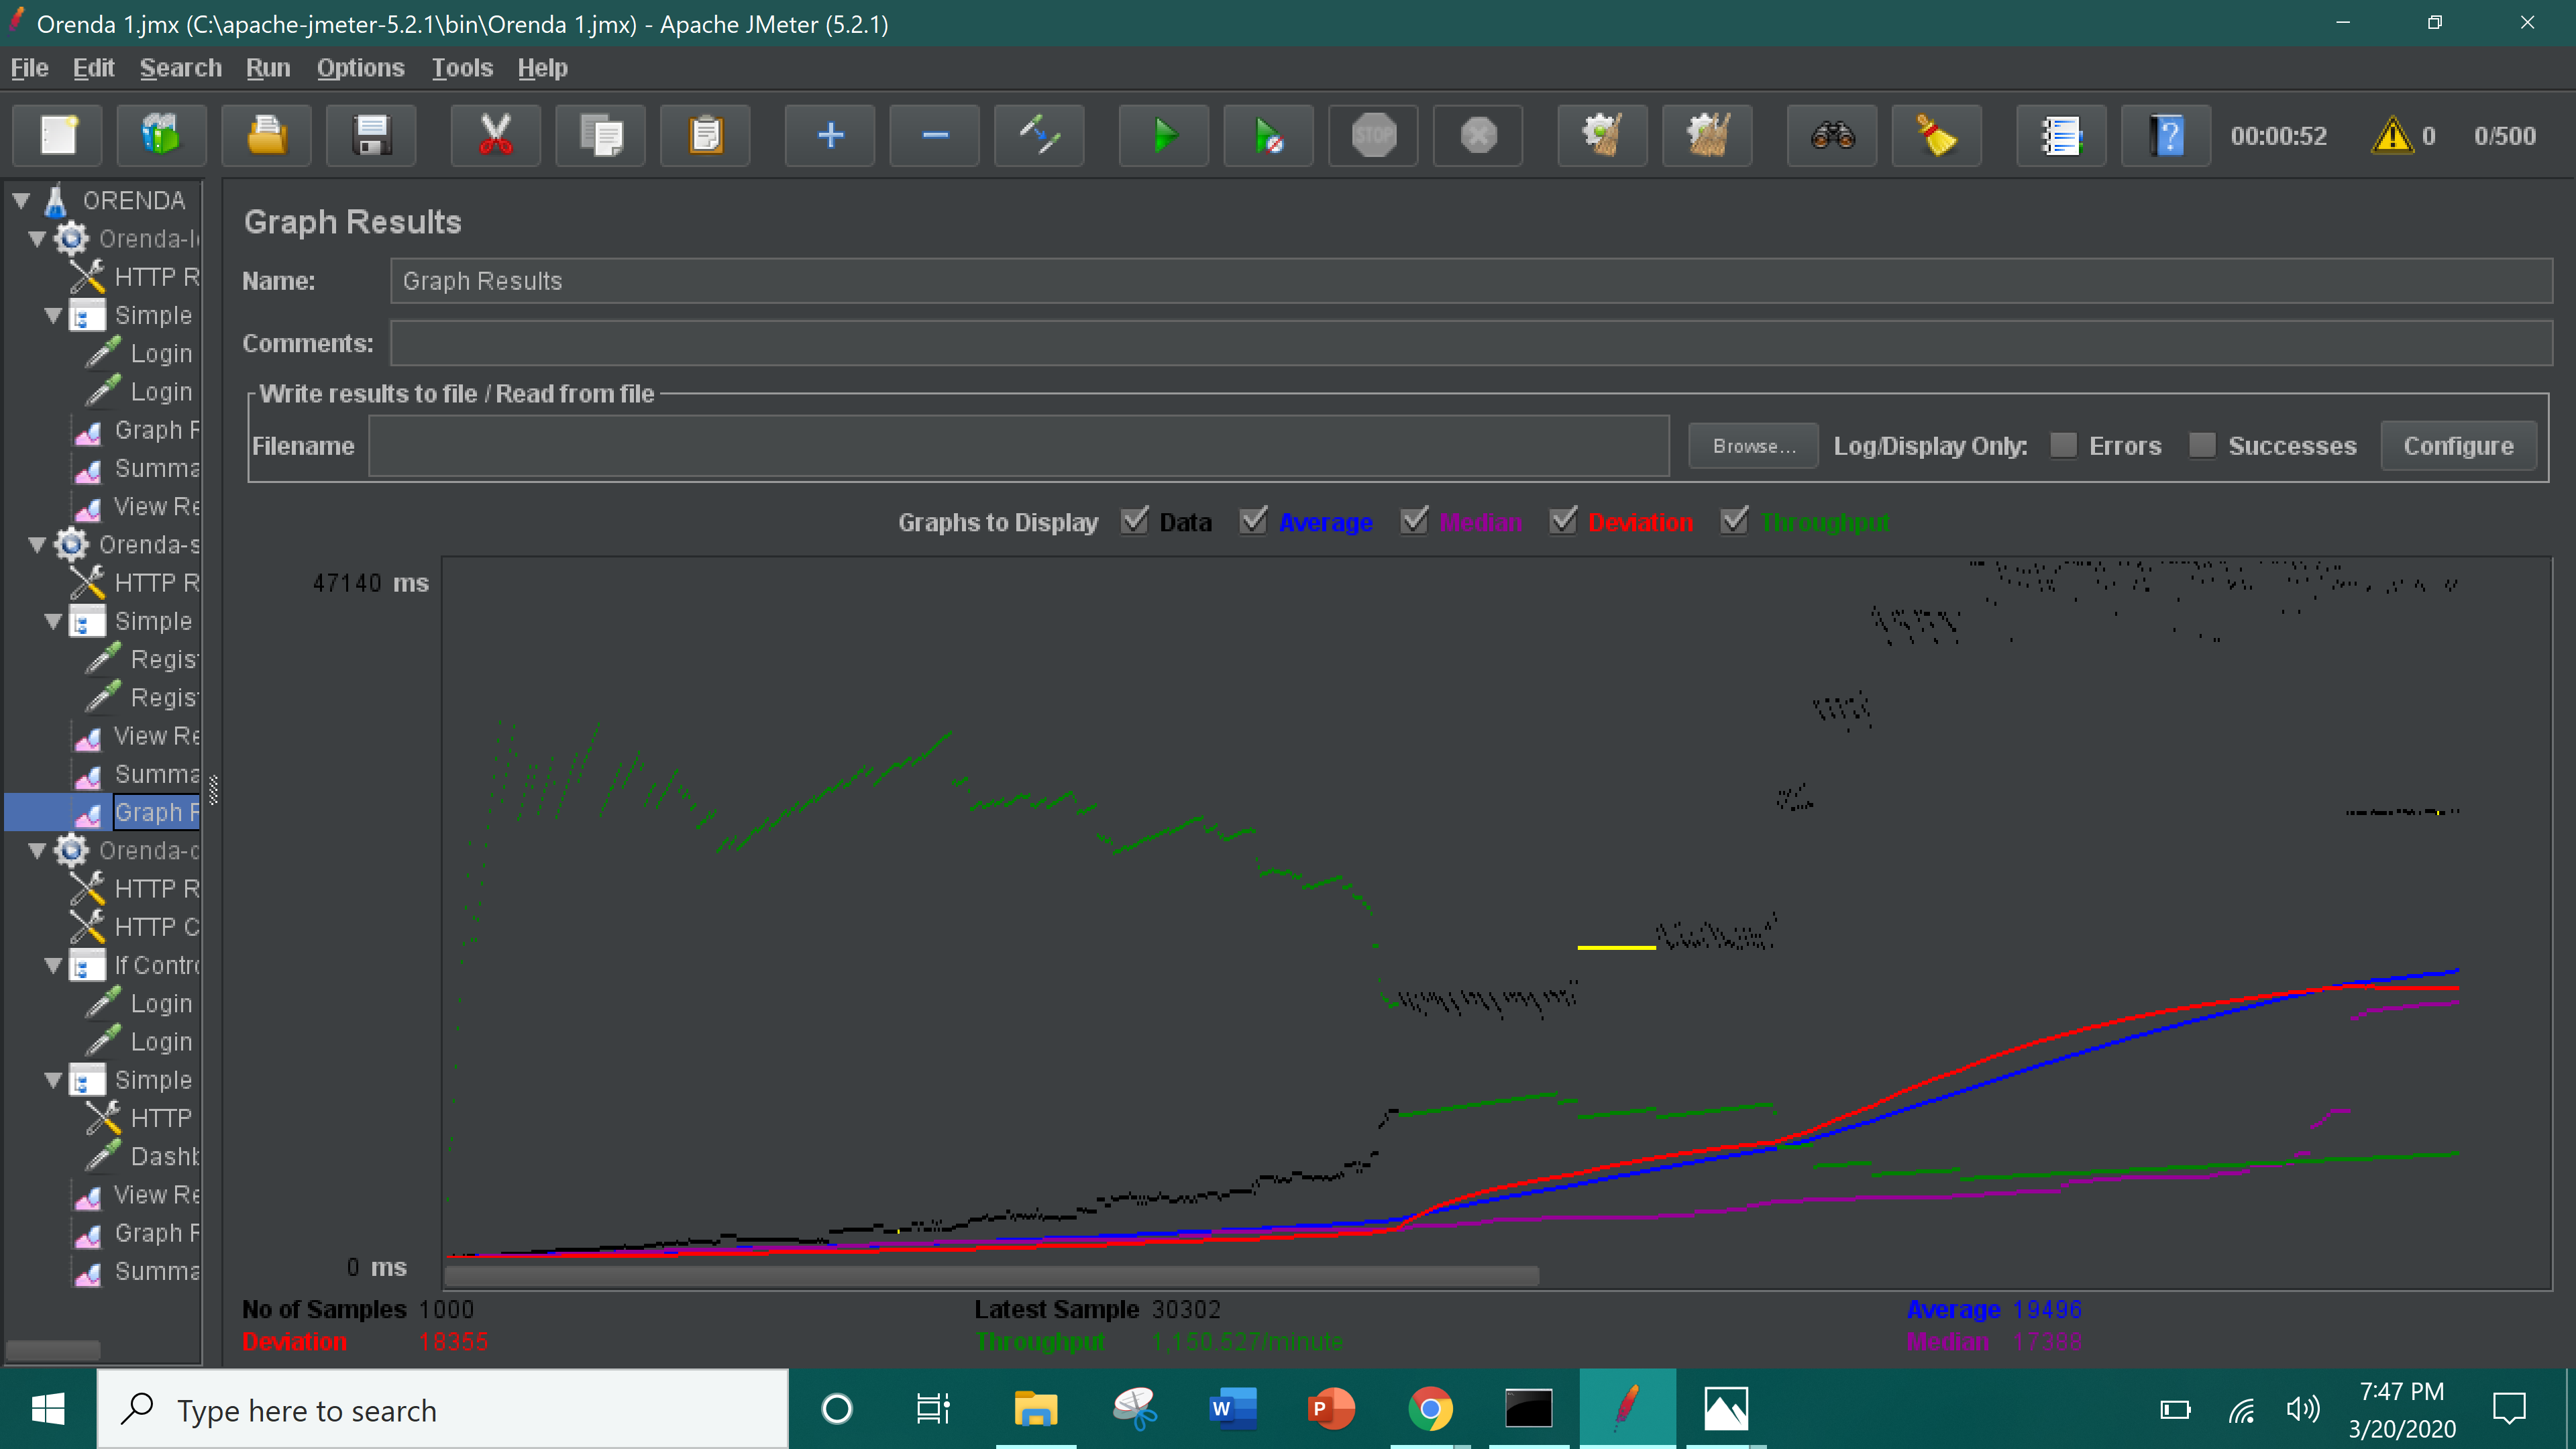 Orenda 1.jmx (C:\apache-jmeter-5.2.1\bin\Orenda 1.jmx) - Apache JMeter (5.2.1)
File Edit Search Run Options Tools Help
STOP
00:00:52 0 0/500
ORENDA
Orenda-l
HTTP R
Simple
Login
Login
Graph F
Summa
View Re
Orenda-s
HTTP R
Simple
Regis
Regis
View Re
Summa
Graph F
Orenda-c
HTTP R
HTTP C
If Contro
Login
Login
Simple
HTTP
Dashb
View Re
Graph F
Summa
Graph Results
Name: Graph Results
Comments:
Write results to file / Read from file
Filename Browse... Log/Display Only: Errors Successes Configure
Graphs to Display Data Average Median Deviation Throughput
47140 ms
0 ms
No of Samples 1000 Latest Sample 30302 Average 19496
Deviation 18355 Throughput 1,150.527/minute Median 17388
Type here to search
7:47 PM
3/20/2020